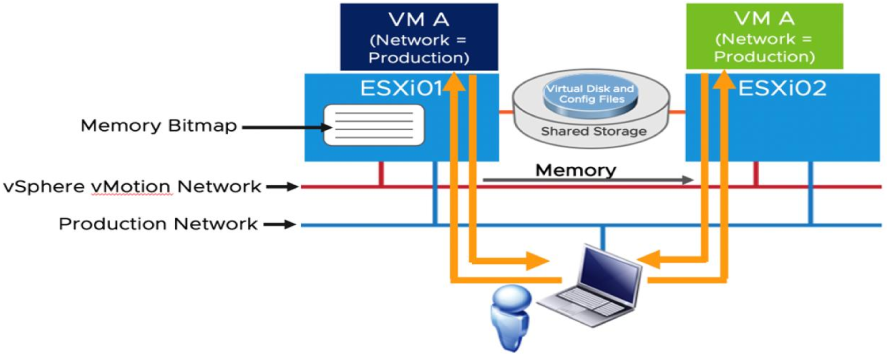 VM A
(Network =
Production)
VM A
(Network =
Production)
ESXi01
Virtual Disk and
Config Files
Shared Storage
ESXi02
Memory Bitmap
Memory
vSphere vMotion Network
Production Network